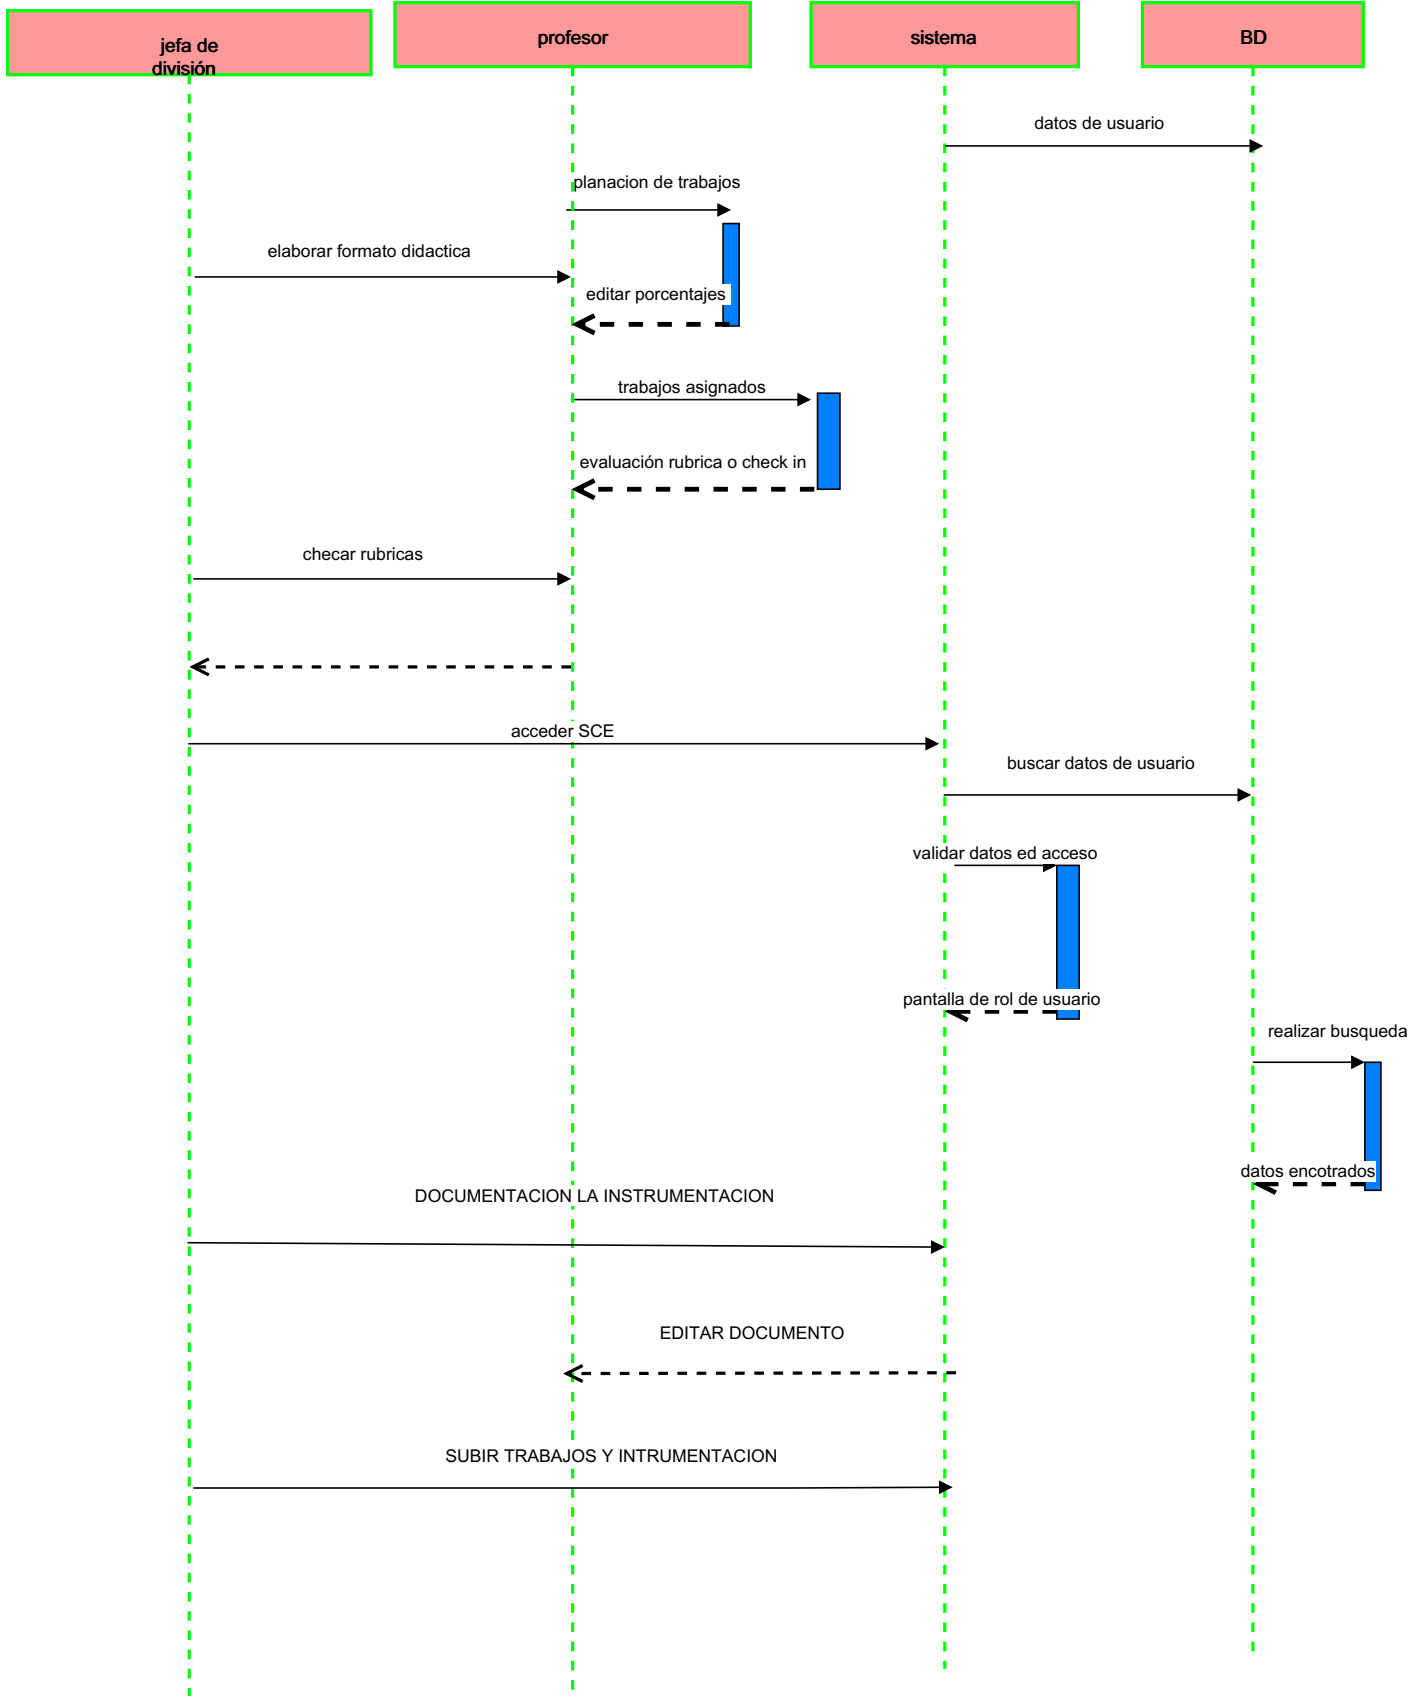 jefa de
división
profesor
sistema
BD
datos de usuario
planacion de trabajos
elaborar formato didactica
editar porcentajes
trabajos asignados
evaluación rubrica o check in
checar rubricas
acceder SCE
buscar datos de usuario
validar datos ed acceso
pantalla de rol de usuario
realizar busqueda
datos encotrados
DOCUMENTACION LA INSTRUMENTACION
EDITAR DOCUMENTO
SUBIR TRABAJOS Y INTRUMENTACION